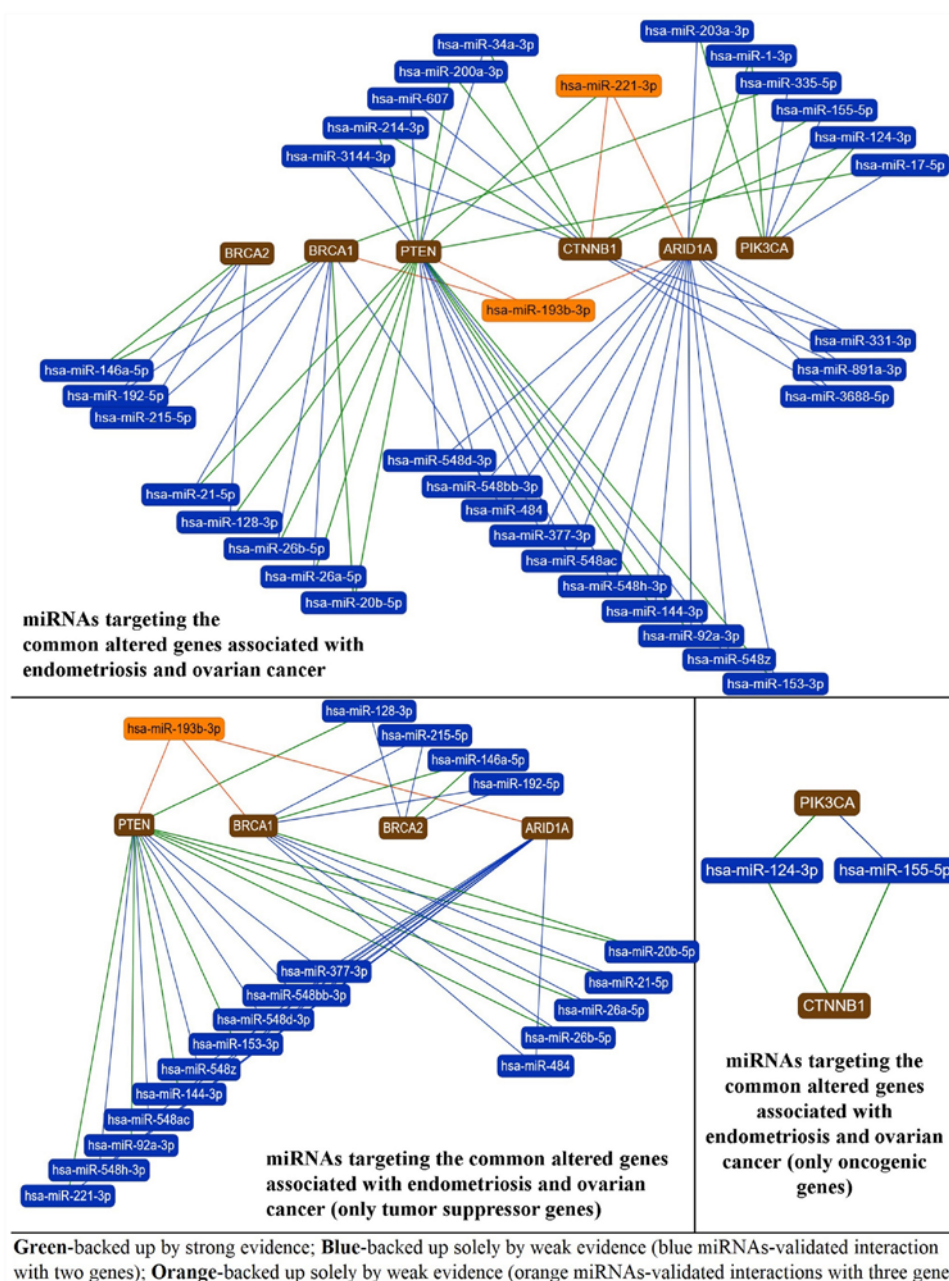 hsa-miR-203a-3p
hsa-miR-34a-3p
hsa-miR-1-3p
hsa-miR-200a-3p
hsa-miR-335-5p
hsa-miR-221-3p
hsa-miR-607
hsa-miR-155-5p
hsa-miR-214-3p
hsa-miR-124-3p
hsa-miR-3144-3p
hsa-miR-17-5p
BRCA2
BRCA1
PTEN
CTNNB1
ARID1A
PIK3CA
hsa-miR-193b-3p
hsa-miR-331-3p
hsa-miR-146a-5p
hsa-miR-891a-3p
hsa-miR-192-5p
hsa-miR-3688-5p
hsa-miR-215-5p
hsa-miR-548d-3p
hsa-miR-548bb-3p
hsa-miR-21-5p
hsa-miR-484
hsa-miR-128-3p
hsa-miR-377-3p
hsa-miR-26b-5p
hsa-miR-548ac
hsa-miR-26a-5p
hsa-miR-548h-3p
hsa-miR-20b-5p
hsa-miR-144-3p
hsa-miR-92a-3p
hsa-miR-548z
hsa-miR-153-3p
miRNAs targeting the
common altered genes associated with
endometriosis and ovarian cancer
hsa-miR-128-3p
hsa-miR-193b-3p
hsa-miR-215-5p
hsa-miR-146a-5p
hsa-miR-192-5p
PTEN
BRCA1
BRCA2
ARID1A
hsa-miR-20b-5p
hsa-miR-377-3p
hsa-miR-21-5p
hsa-miR-548bb-3p
hsa-miR-26a-5p
hsa-miR-548d-3p
hsa-miR-26b-5p
hsa-miR-153-3p
hsa-miR-484
hsa-miR-548z
hsa-miR-144-3p
hsa-miR-548ac
hsa-miR-92a-3p
hsa-miR-548h-3p
hsa-miR-221-3p
miRNAs targeting the common altered genes
associated with endometriosis and ovarian
cancer (only tumor suppressor genes)
PIK3CA
hsa-miR-124-3p
hsa-miR-155-5p
CTNNB1
miRNAs targeting the
common altered genes
associated with
endometriosis and ovarian
cancer (only oncogenic
genes)
Green-backed up by strong evidence; Blue-backed up solely by weak evidence (blue miRNAs-validated interaction
with two genes); Orange-backed up solely by weak evidence (orange miRNAs-validated interactions with three gene